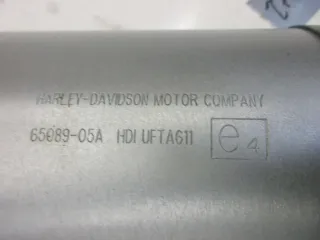 HARLEY-DAVIDSON MOTOR COMPANY
65089-05A HDI UFTA611 e4